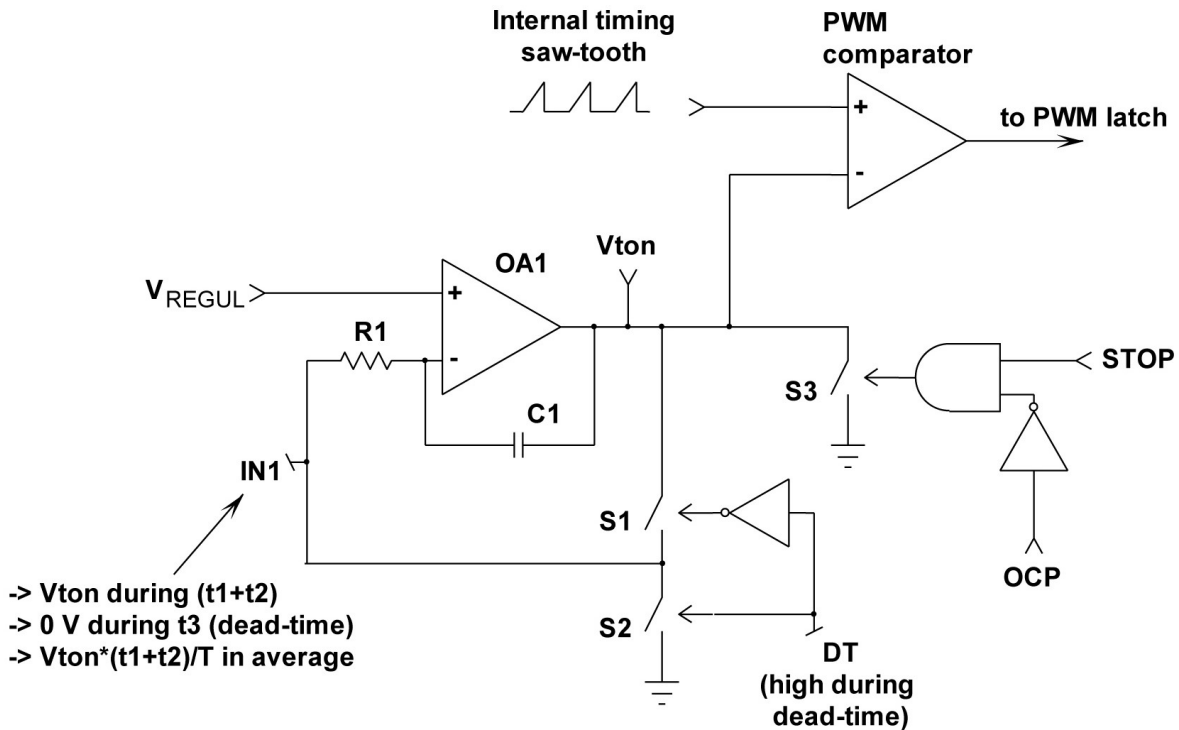 Internal timing
saw-tooth
PWM
comparator
+
-
to PWM latch
Vton
OA1
VREGUL
+
-
R1
C1
S3
STOP
OCP
IN1
S1
S2
DT
(high during
dead-time)
-> Vton during (t1+t2)
-> 0 V during t3 (dead-time)
-> Vton*(t1+t2)/T in average